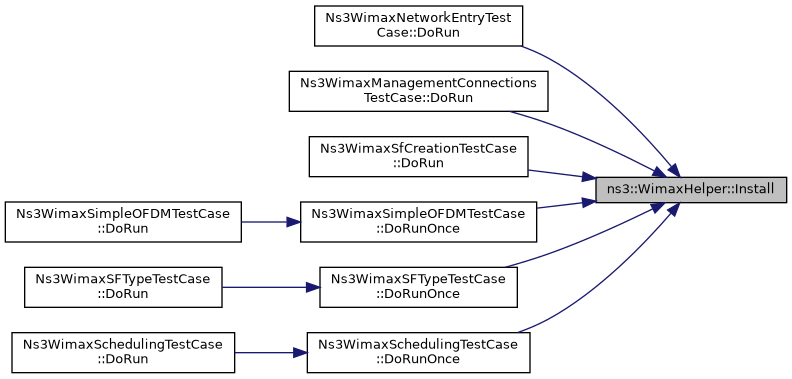 Ns3WimaxNetworkEntryTest
Case::DoRun
Ns3WimaxManagementConnections
TestCase::DoRun
Ns3WimaxSfCreationTestCase
::DoRun
ns3::WimaxHelper::Install
Ns3WimaxSimpleOFDMTestCase
::DoRun
Ns3WimaxSimpleOFDMTestCase
::DoRunOnce
Ns3WimaxSFTypeTestCase
::DoRun
Ns3WimaxSFTypeTestCase
::DoRunOnce
Ns3WimaxSchedulingTestCase
::DoRun
Ns3WimaxSchedulingTestCase
::DoRunOnce